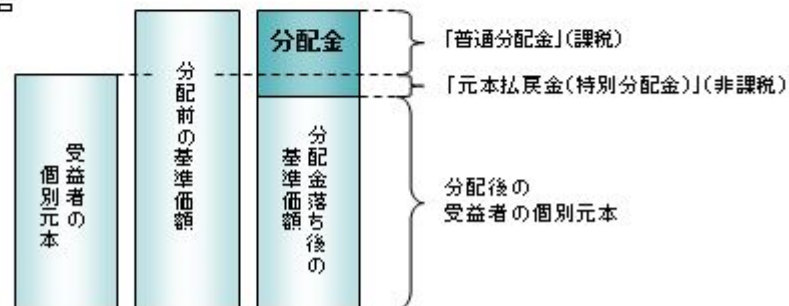 受益者の
個別元本
分配前の基準価額
分配金
分配金落ち後の
基準価額
「普通分配金」(課税)
「元本払戻金(特別分配金)」(非課税)
分配後の
受益者の個別元本